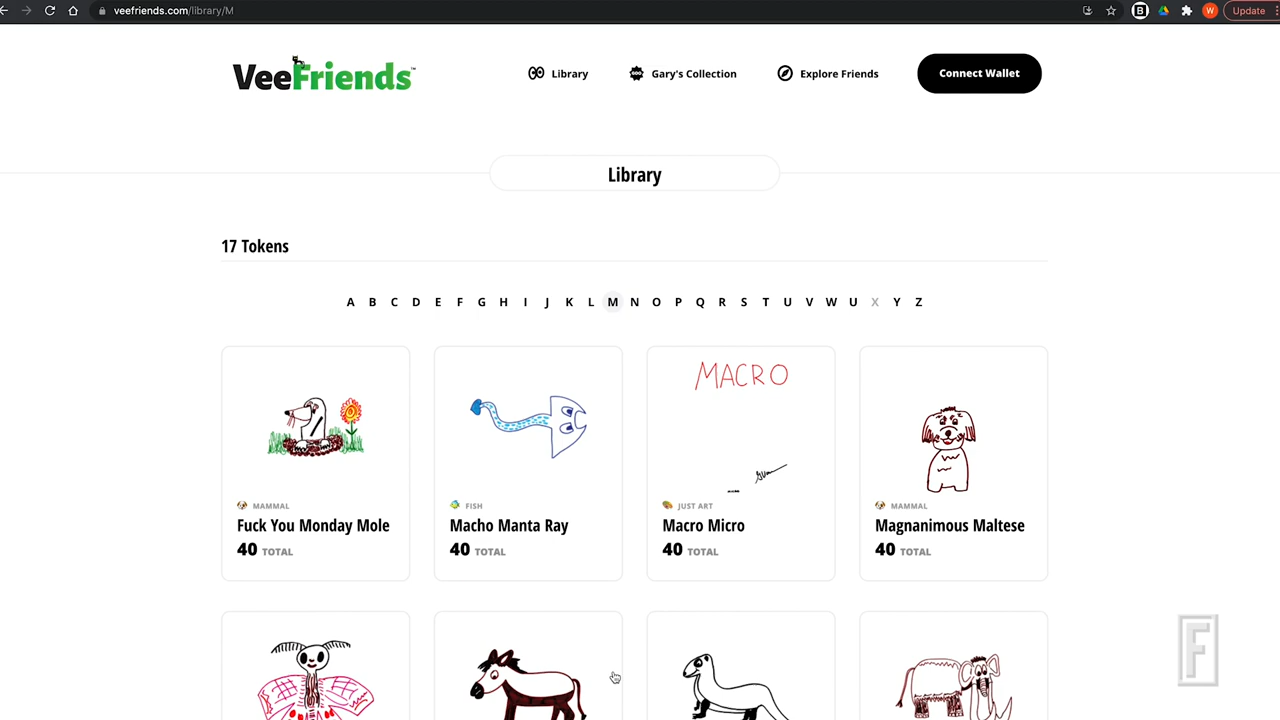 veefriends.com/library/M
B
W
Update
VeeFriends™
Library
Gary's Collection
Explore Friends
Connect Wallet
Library
17 Tokens
A B C D E F G H I J K L M N O P Q R S T U V W U X Y Z
MACRO
MAMMAL
Fuck You Monday Mole
40 TOTAL
FISH
Macho Manta Ray
40 TOTAL
JUST ART
Macro Micro
40 TOTAL
MAMMAL
Magnanimous Maltese
40 TOTAL
F